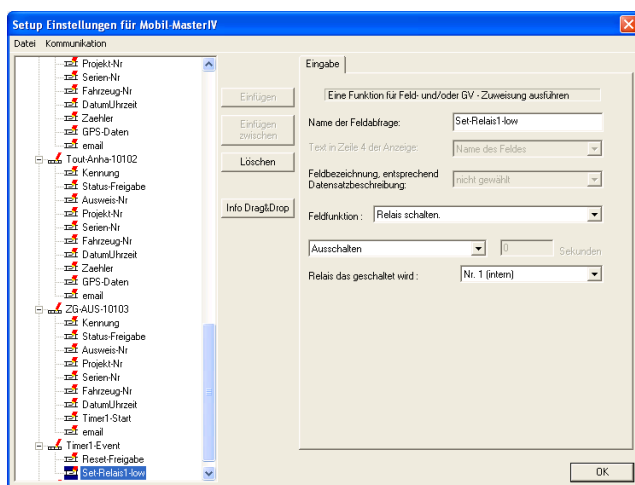 Setup Einstellungen für Mobil-MasterIV
Datei Kommunikation
Projekt-Nr
Serien-Nr
Fahrzeug-Nr
DatumUhrzeit
Zaehler
GPS-Daten
email
Tout-Anha-10102
Kennung
Status-Freigabe
Ausweis-Nr
Projekt-Nr
Serien-Nr
Fahrzeug-Nr
DatumUhrzeit
Zaehler
GPS-Daten
email
ZG-AUS-10103
Kennung
Status-Freigabe
Ausweis-Nr
Projekt-Nr
Serien-Nr
Fahrzeug-Nr
DatumUhrzeit
Timer1-Start
email
Timer1-Event
Reset-Freigabe
Set-Relais1-low
Einfügen
Einfügen
zwischen
Löschen
Info Drag&Drop
Eingabe
Eine Funktion für Feld- und/oder GV - Zuweisung ausführen
Name der Feldabfrage: Set-Relais1-low
Text in Zeile 4 der Anzeige: Name des Feldes
Feldbezeichnung, entsprechend
Datensatzbeschreibung: nicht gewählt
Feldfunktion : Relais schalten.
Ausschalten 0 Sekunden
Relais das geschaltet wird : Nr. 1 (intern)
OK